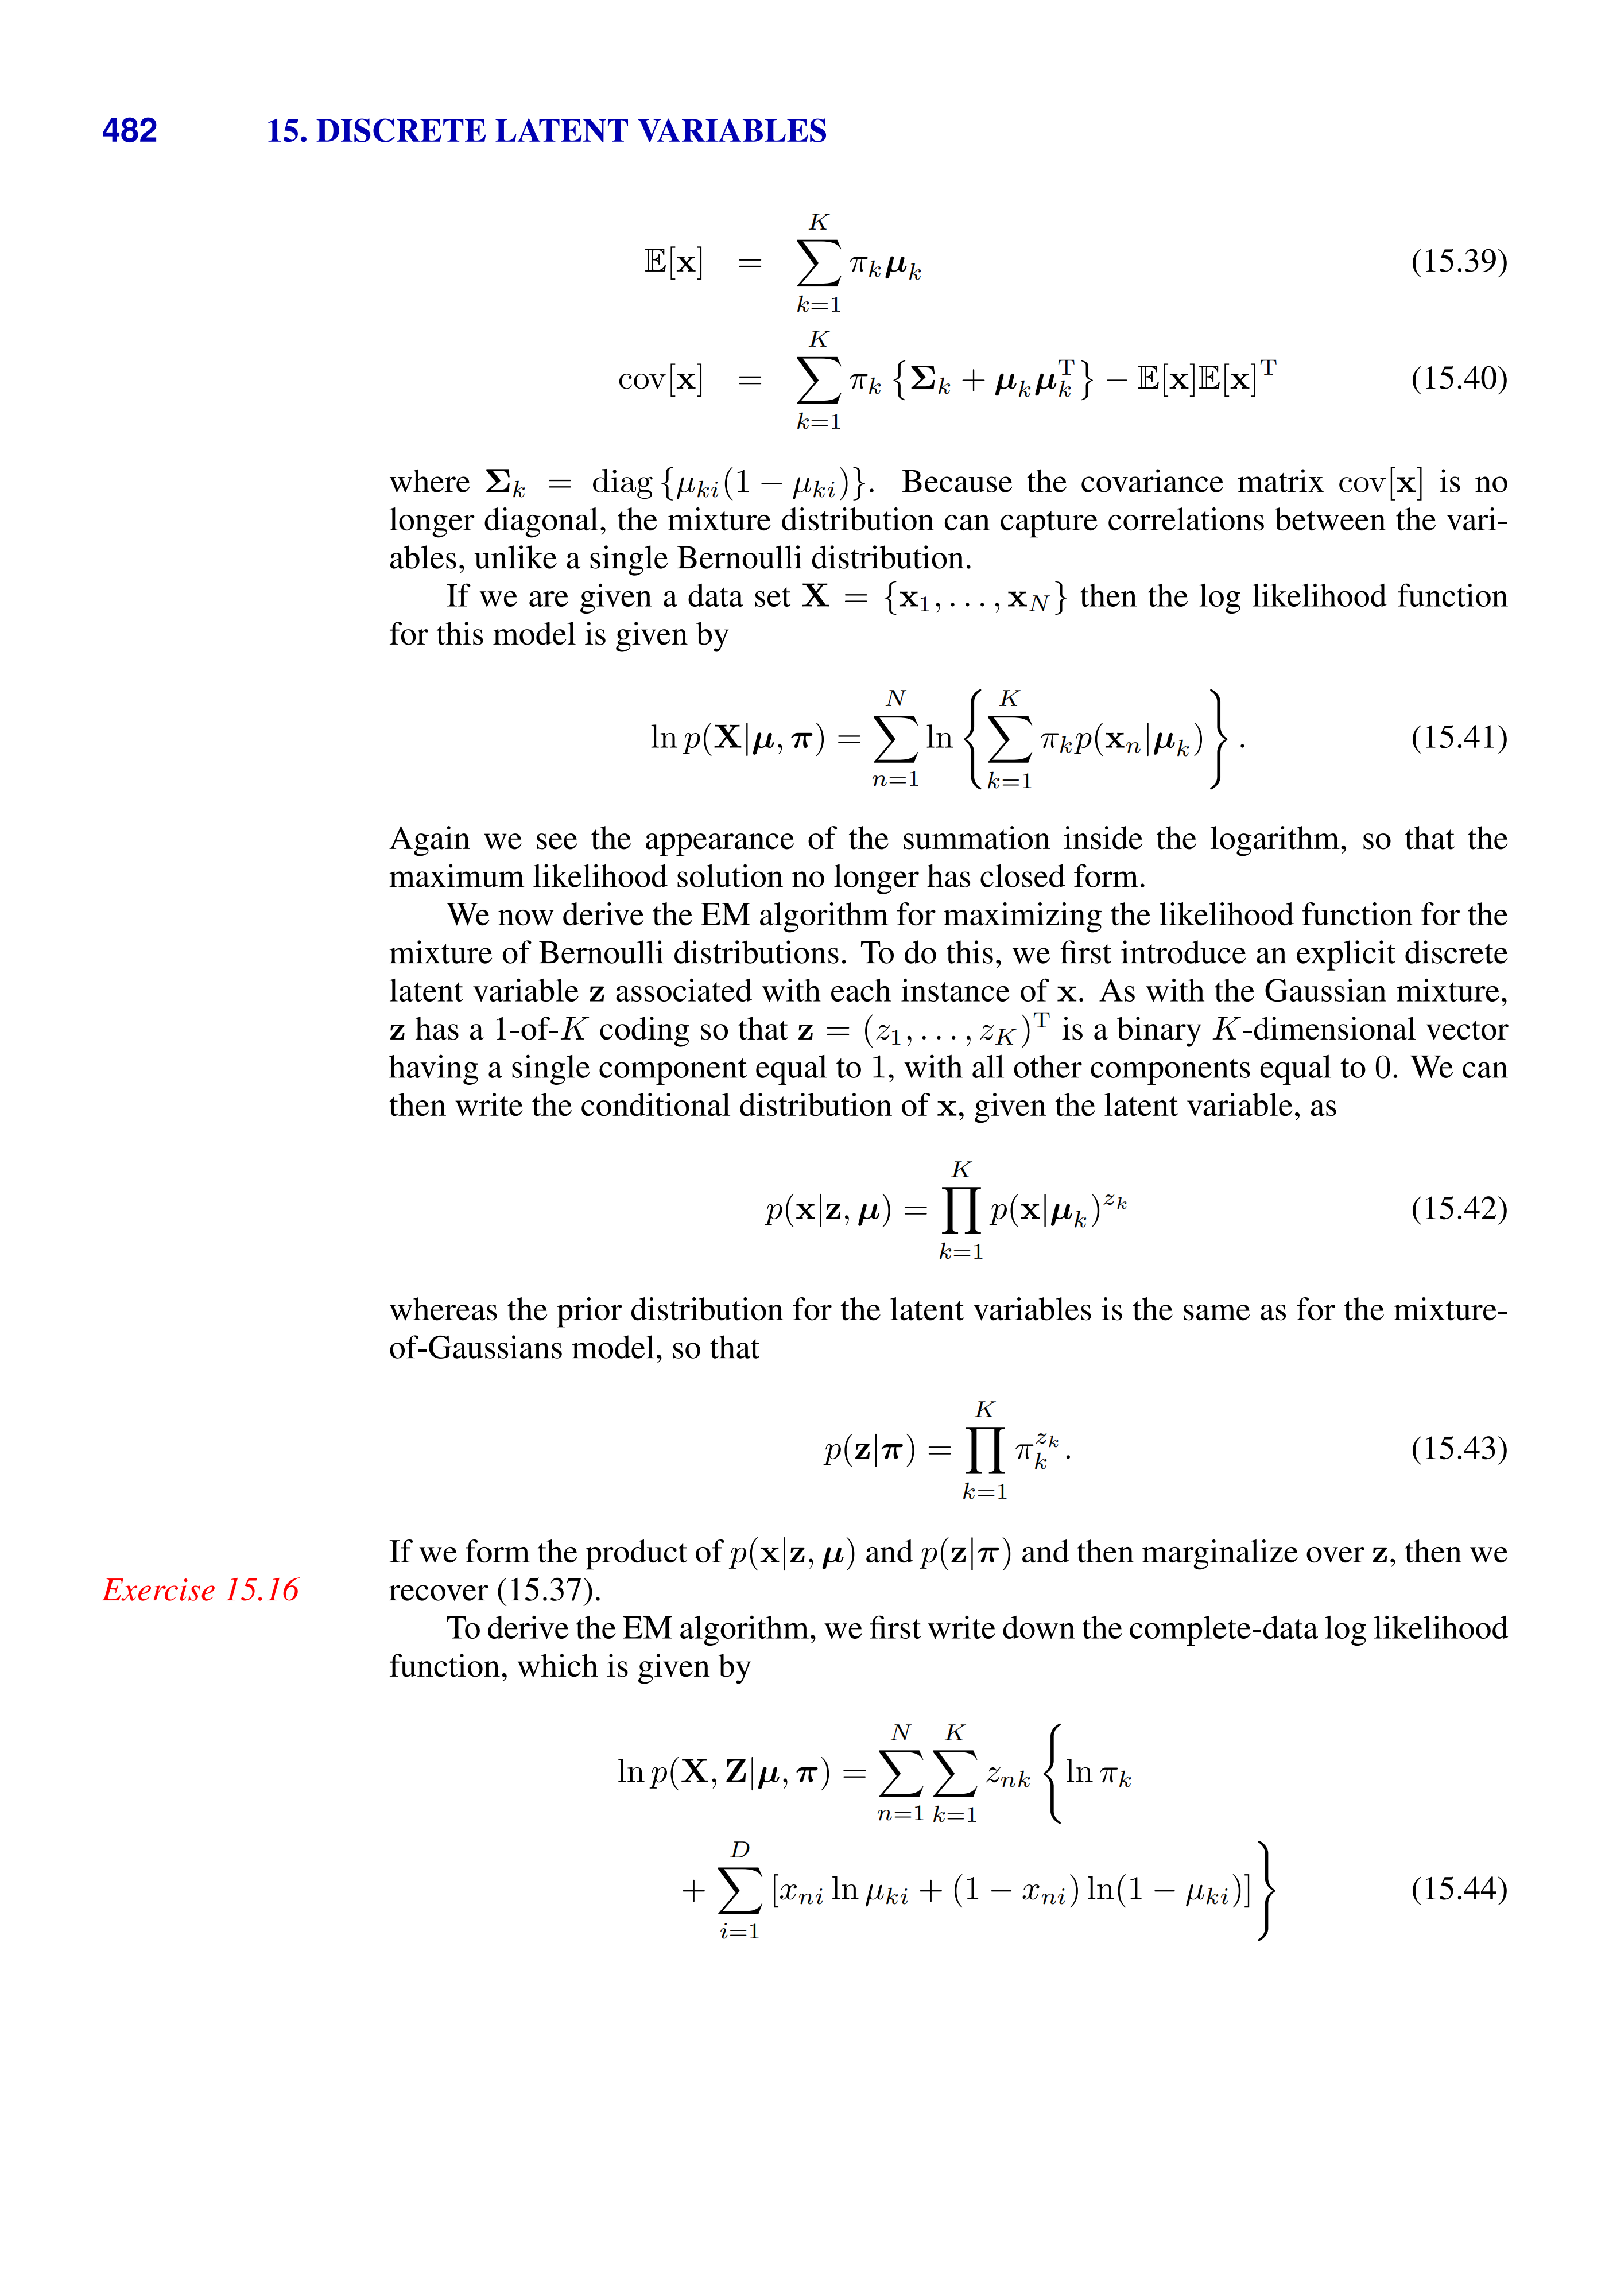 482 15. DISCRETE LATENT VARIABLES
$$\mathbb{E}[\mathbf{x}] = \sum_{k=1}^{K} \pi_k \boldsymbol{\mu}_k \quad (15.39)$$
$$\mathrm{cov}[\mathbf{x}] = \sum_{k=1}^{K} \pi_k \left\{ \boldsymbol{\Sigma}_k + \boldsymbol{\mu}_k \boldsymbol{\mu}_k^{\mathrm{T}} \right\} - \mathbb{E}[\mathbf{x}]\mathbb{E}[\mathbf{x}]^{\mathrm{T}} \quad (15.40)$$
where $\boldsymbol{\Sigma}_k = \mathrm{diag}\{\mu_{ki}(1 - \mu_{ki})\}$. Because the covariance matrix $\mathrm{cov}[\mathbf{x}]$ is no
longer diagonal, the mixture distribution can capture correlations between the vari-
ables, unlike a single Bernoulli distribution.
If we are given a data set $\mathbf{X} = \{\mathbf{x}_1, \ldots, \mathbf{x}_N\}$ then the log likelihood function
for this model is given by
$$\ln p(\mathbf{X}|\boldsymbol{\mu}, \boldsymbol{\pi}) = \sum_{n=1}^{N} \ln \left\{ \sum_{k=1}^{K} \pi_k p(\mathbf{x}_n|\boldsymbol{\mu}_k) \right\}. \quad (15.41)$$
Again we see the appearance of the summation inside the logarithm, so that the
maximum likelihood solution no longer has closed form.
We now derive the EM algorithm for maximizing the likelihood function for the
mixture of Bernoulli distributions. To do this, we first introduce an explicit discrete
latent variable $\mathbf{z}$ associated with each instance of $\mathbf{x}$. As with the Gaussian mixture,
$\mathbf{z}$ has a 1-of-$K$ coding so that $\mathbf{z} = (z_1, \ldots, z_K)^{\mathrm{T}}$ is a binary $K$-dimensional vector
having a single component equal to $1$, with all other components equal to $0$. We can
then write the conditional distribution of $\mathbf{x}$, given the latent variable, as
$$p(\mathbf{x}|\mathbf{z}, \boldsymbol{\mu}) = \prod_{k=1}^{K} p(\mathbf{x}|\boldsymbol{\mu}_k)^{z_k} \quad (15.42)$$
whereas the prior distribution for the latent variables is the same as for the mixture-
of-Gaussians model, so that
$$p(\mathbf{z}|\boldsymbol{\pi}) = \prod_{k=1}^{K} \pi_k^{z_k}. \quad (15.43)$$
If we form the product of $p(\mathbf{x}|\mathbf{z}, \boldsymbol{\mu})$ and $p(\mathbf{z}|\boldsymbol{\pi})$ and then marginalize over $\mathbf{z}$, then we
Exercise 15.16 recover (15.37).
To derive the EM algorithm, we first write down the complete-data log likelihood
function, which is given by
$$\ln p(\mathbf{X}, \mathbf{Z}|\boldsymbol{\mu}, \boldsymbol{\pi}) = \sum_{n=1}^{N} \sum_{k=1}^{K} z_{nk} \left\{ \ln \pi_k \right.$$
$$\left. + \sum_{i=1}^{D} \left[ x_{ni} \ln \mu_{ki} + (1 - x_{ni}) \ln(1 - \mu_{ki}) \right] \right\} \quad (15.44)$$